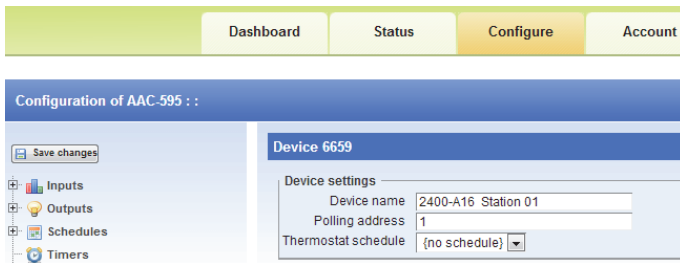 Dashboard Status Configure Account
Configuration of AAC-595 : :
Save changes
Inputs
Outputs
Schedules
Timers
Device 6659
Device settings
Device name 2400-A16 Station 01
Polling address 1
Thermostat schedule {no schedule}